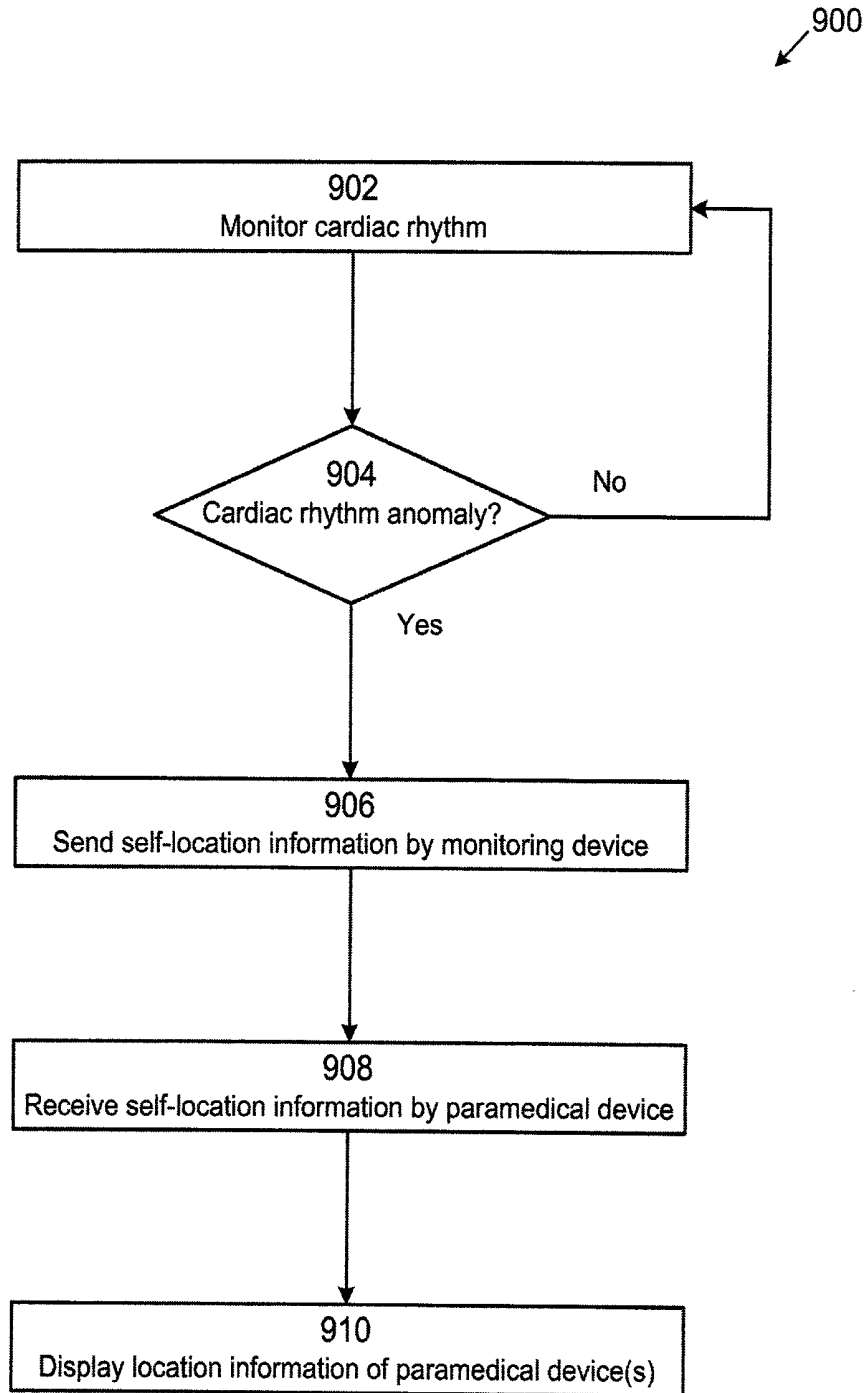 900
902
Monitor cardiac rhythm
904
Cardiac rhythm anomaly?
No
Yes
906
Send self-location information by monitoring device
908
Receive self-location information by paramedical device
910
Display location information of paramedical device(s)